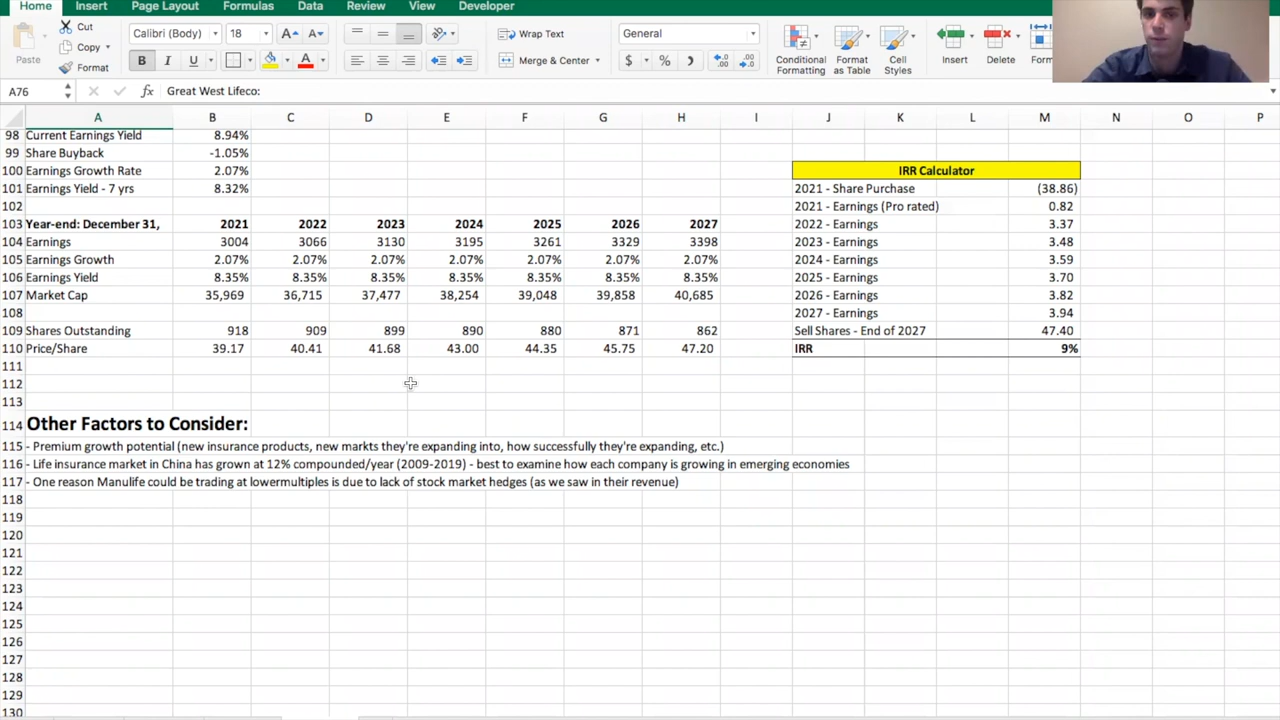 Home Insert Page Layout Formulas Data Review View Developer
Cut Calibri (Body) 18 A A Wrap Text General
Paste Copy Merge & Center Conditional Formatting Format as Table Cell Styles Insert Delete
Format B I U A $ %
A76 fx Great West Lifeco:
A B C D E F G H I J K L M N O P
98 Current Earnings Yield 8.94%
99 Share Buyback -1.05%
100 Earnings Growth Rate 2.07% IRR Calculator
101 Earnings Yield - 7 yrs 8.32% 2021 - Share Purchase (38.86)
102 2021 - Earnings (Pro rated) 0.82
103 Year-end: December 31, 2021 2022 2023 2024 2025 2026 2027 2022 - Earnings 3.37
104 Earnings 3004 3066 3130 3195 3261 3329 3398 2023 - Earnings 3.48
105 Earnings Growth 2.07% 2.07% 2.07% 2.07% 2.07% 2.07% 2.07% 2024 - Earnings 3.59
106 Earnings Yield 8.35% 8.35% 8.35% 8.35% 8.35% 8.35% 8.35% 2025 - Earnings 3.70
107 Market Cap 35,969 36,715 37,477 38,254 39,048 39,858 40,685 2026 - Earnings 3.82
108 2027 - Earnings 3.94
109 Shares Outstanding 918 909 899 890 880 871 862 Sell Shares - End of 2027 47.40
110 Price/Share 39.17 40.41 41.68 43.00 44.35 45.75 47.20 IRR 9%
111
112
113
114 Other Factors to Consider:
115 - Premium growth potential (new insurance products, new markts they're expanding into, how successfully they're expanding, etc.)
116 - Life insurance market in China has grown at 12% compounded/year (2009-2019) - best to examine how each company is growing in emerging economies
117 - One reason Manulife could be trading at lowermultiples is due to lack of stock market hedges (as we saw in their revenue)
118
119
120
121
122
123
124
125
126
127
128
129
130